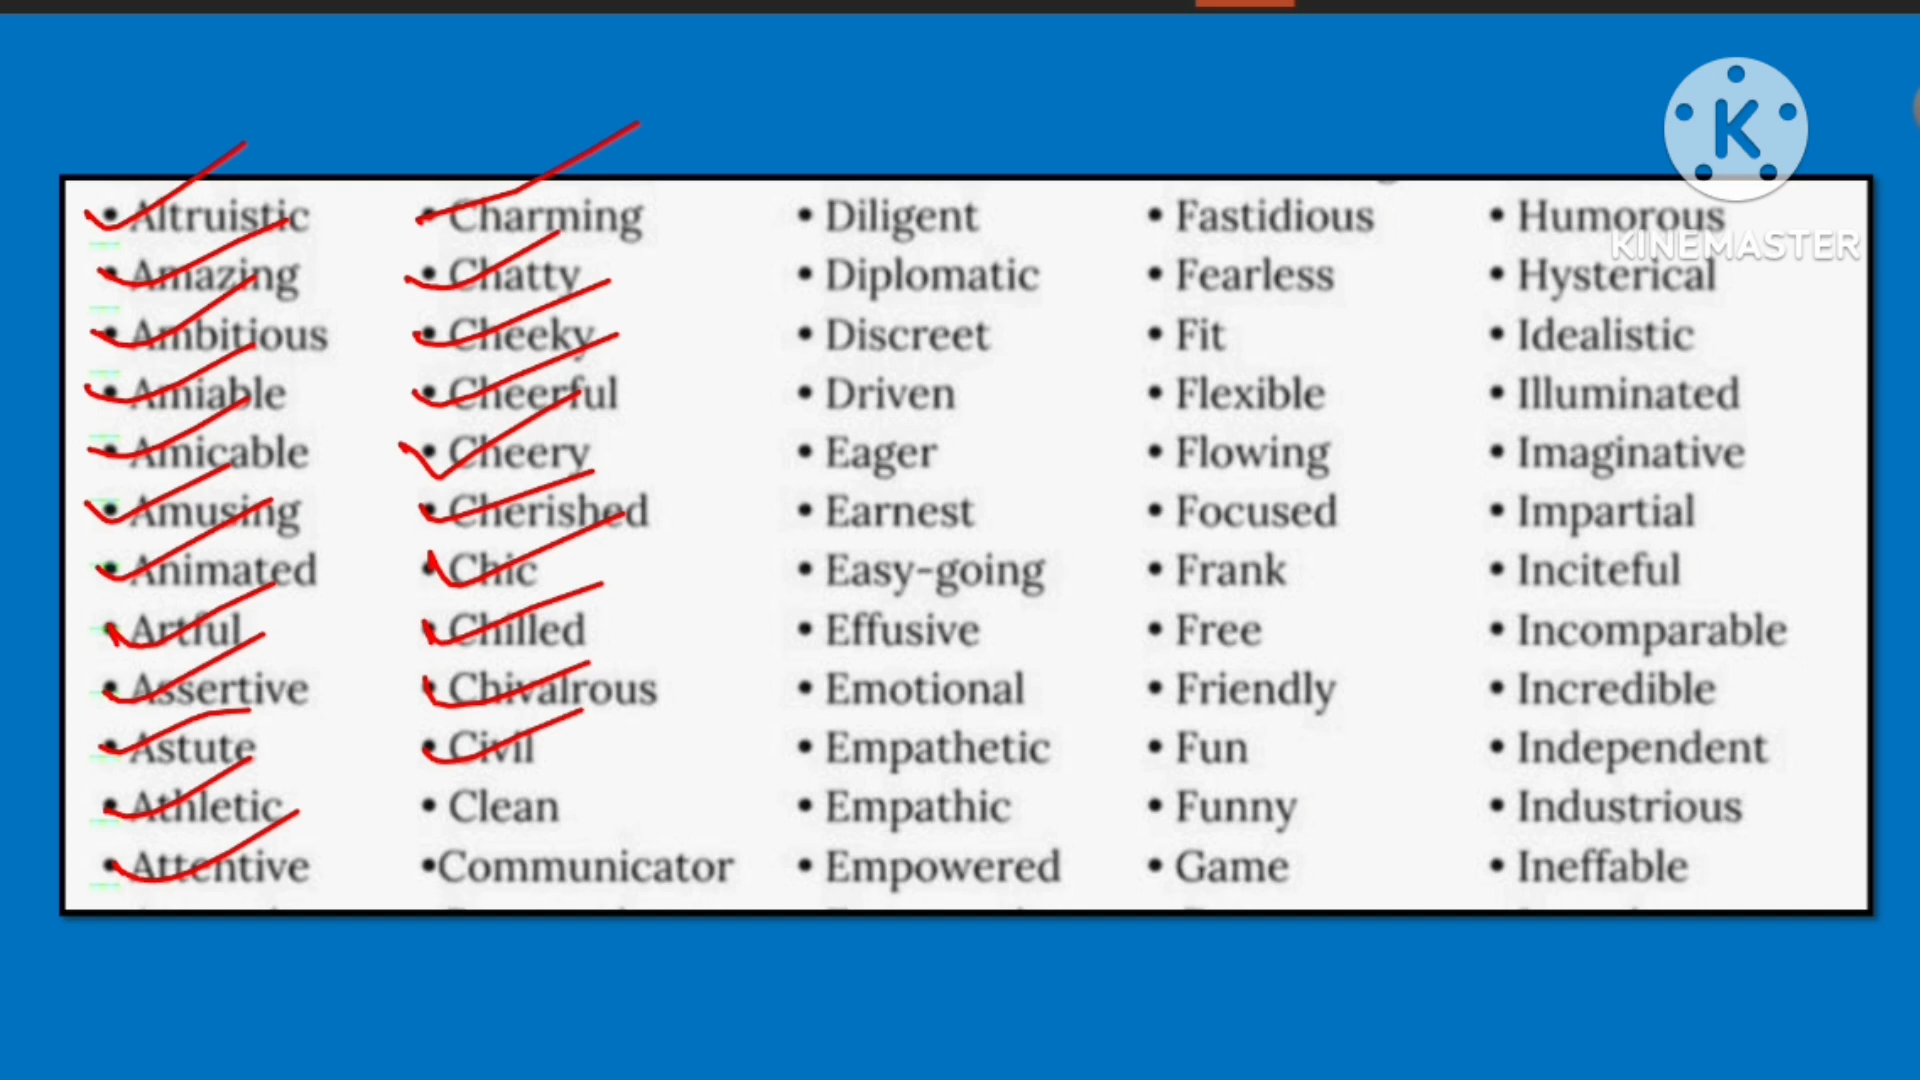 K
KINEMASTER
• Altruistic
• Amazing
• Ambitious
• Amiable
• Amicable
• Amusing
• Animated
• Artful
• Assertive
• Astute
• Athletic
• Attentive
• Charming
• Chatty
• Cheeky
• Cheerful
• Cheery
• Cherished
• Chic
• Chilled
• Chivalrous
• Civil
• Clean
•Communicator
• Diligent
• Diplomatic
• Discreet
• Driven
• Eager
• Earnest
• Easy-going
• Effusive
• Emotional
• Empathetic
• Empathic
• Empowered
• Fastidious
• Fearless
• Fit
• Flexible
• Flowing
• Focused
• Frank
• Free
• Friendly
• Fun
• Funny
• Game
• Humorous
• Hysterical
• Idealistic
• Illuminated
• Imaginative
• Impartial
• Inciteful
• Incomparable
• Incredible
• Independent
• Industrious
• Ineffable